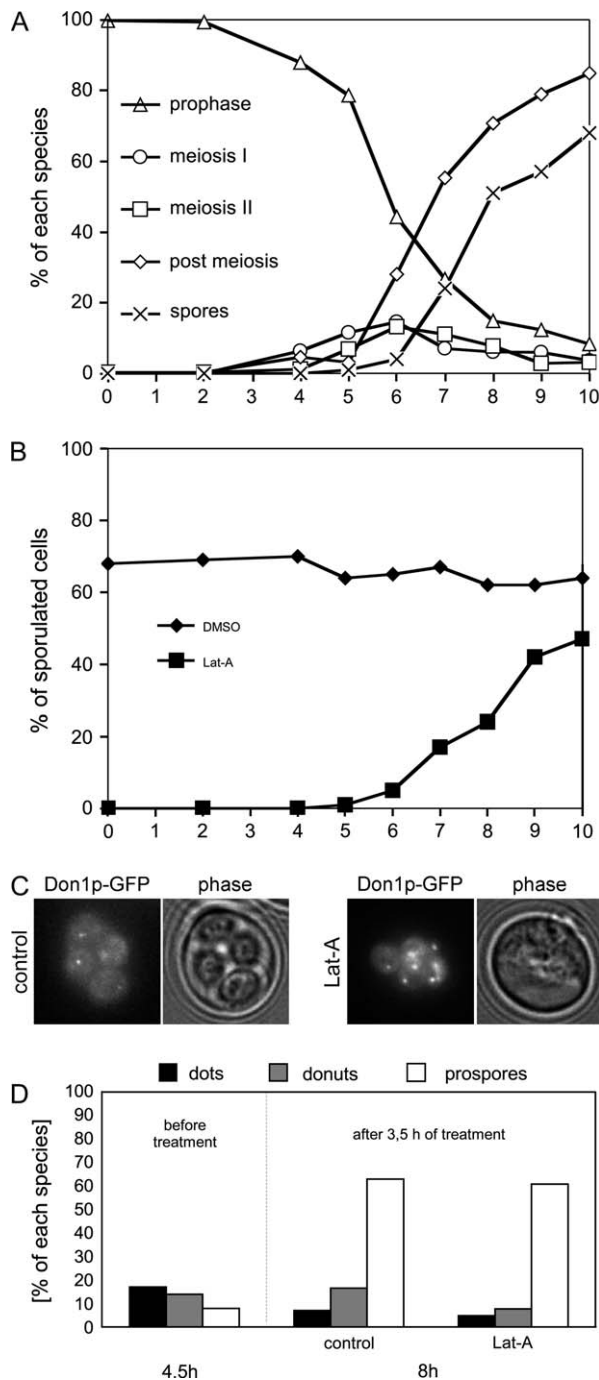 A
% of each species
100
80
60
40
20
0
prophase
meiosis I
meiosis II
post meiosis
spores
0 1 2 3 4 5 6 7 8 9 10
B
% of sporulated cells
100
80
60
40
20
0
DMSO
Lat-A
0 1 2 3 4 5 6 7 8 9 10
C
Don1p-GFP phase
control
Don1p-GFP phase
Lat-A
dots donuts prospores
D
[% of each species]
100
90
80
70
60
50
40
30
20
10
0
before
treatment
after 3,5 h of treatment
control Lat-A
4,5h 8h